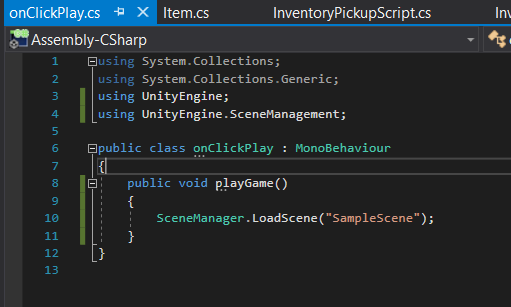 onClickPlay.cs Item.cs InventoryPickupScript.cs Inv
Assembly-CSharp
1 using System.Collections;
2 using System.Collections.Generic;
3 using UnityEngine;
4 using UnityEngine.SceneManagement;
5
6 public class onClickPlay : MonoBehaviour
7 {
8 public void playGame()
9 {
10 SceneManager.LoadScene("SampleScene");
11 }
12 }
13